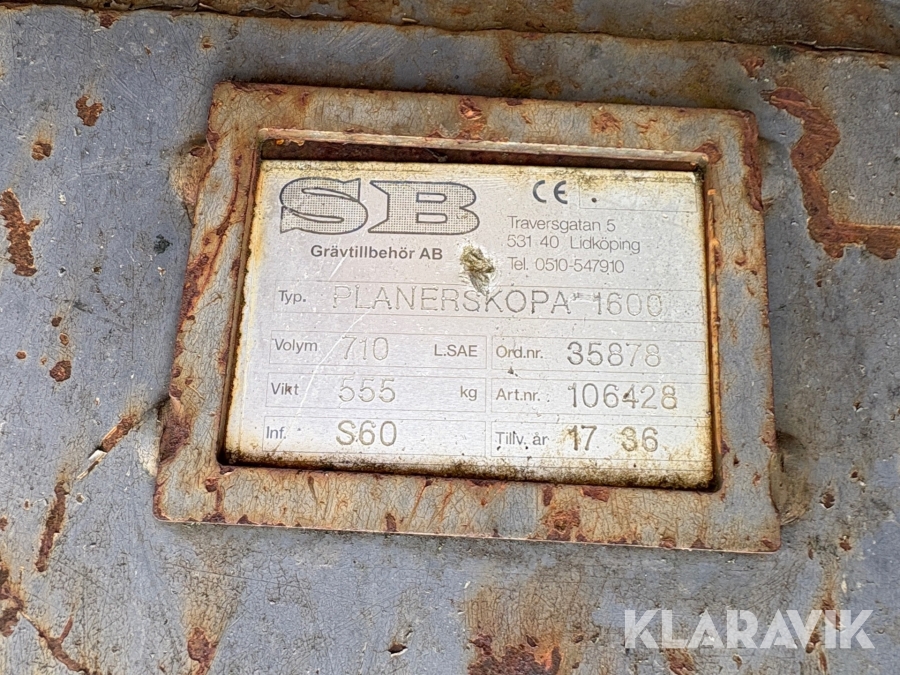 SB
Grävtillbehör AB
CE
Traversgatan 5
531 40 Lidköping
Tel. 0510-547910
Typ. PLANERSKOPA 1600
Volym 710 L.SAE
Ord.nr. 35878
Vikt 555 kg
Art.nr.: 106428
Inf. S60
Tillv. år 17 36
KLARAVIK